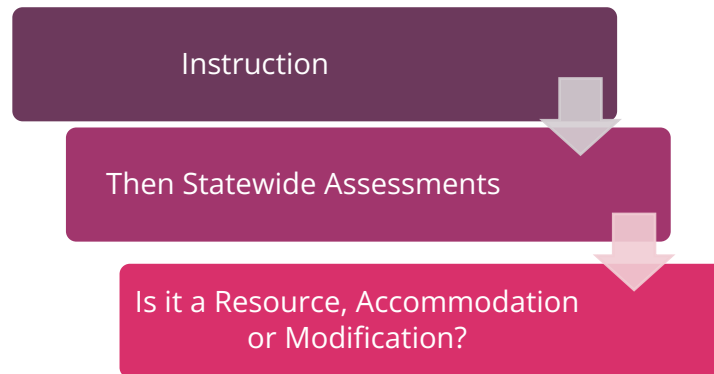 Instruction
Then Statewide Assessments
Is it a Resource, Accommodation
or Modification?